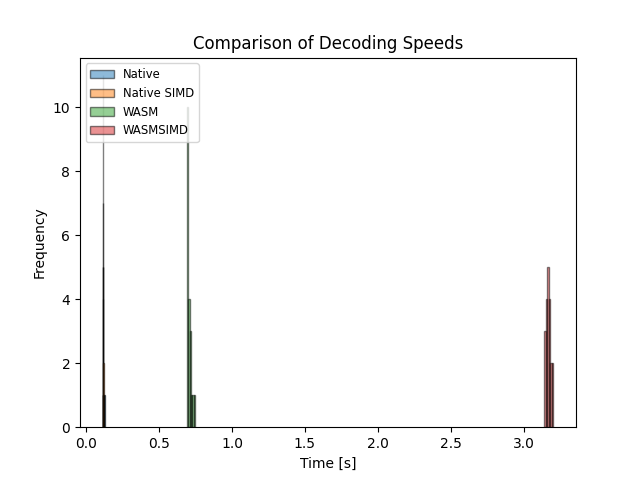 Comparison of Decoding Speeds
Native
Native SIMD
WASM
WASMSIMD
10
8
6
4
2
0
Frequency
0.0 0.5 1.0 1.5 2.0 2.5 3.0
Time [s]